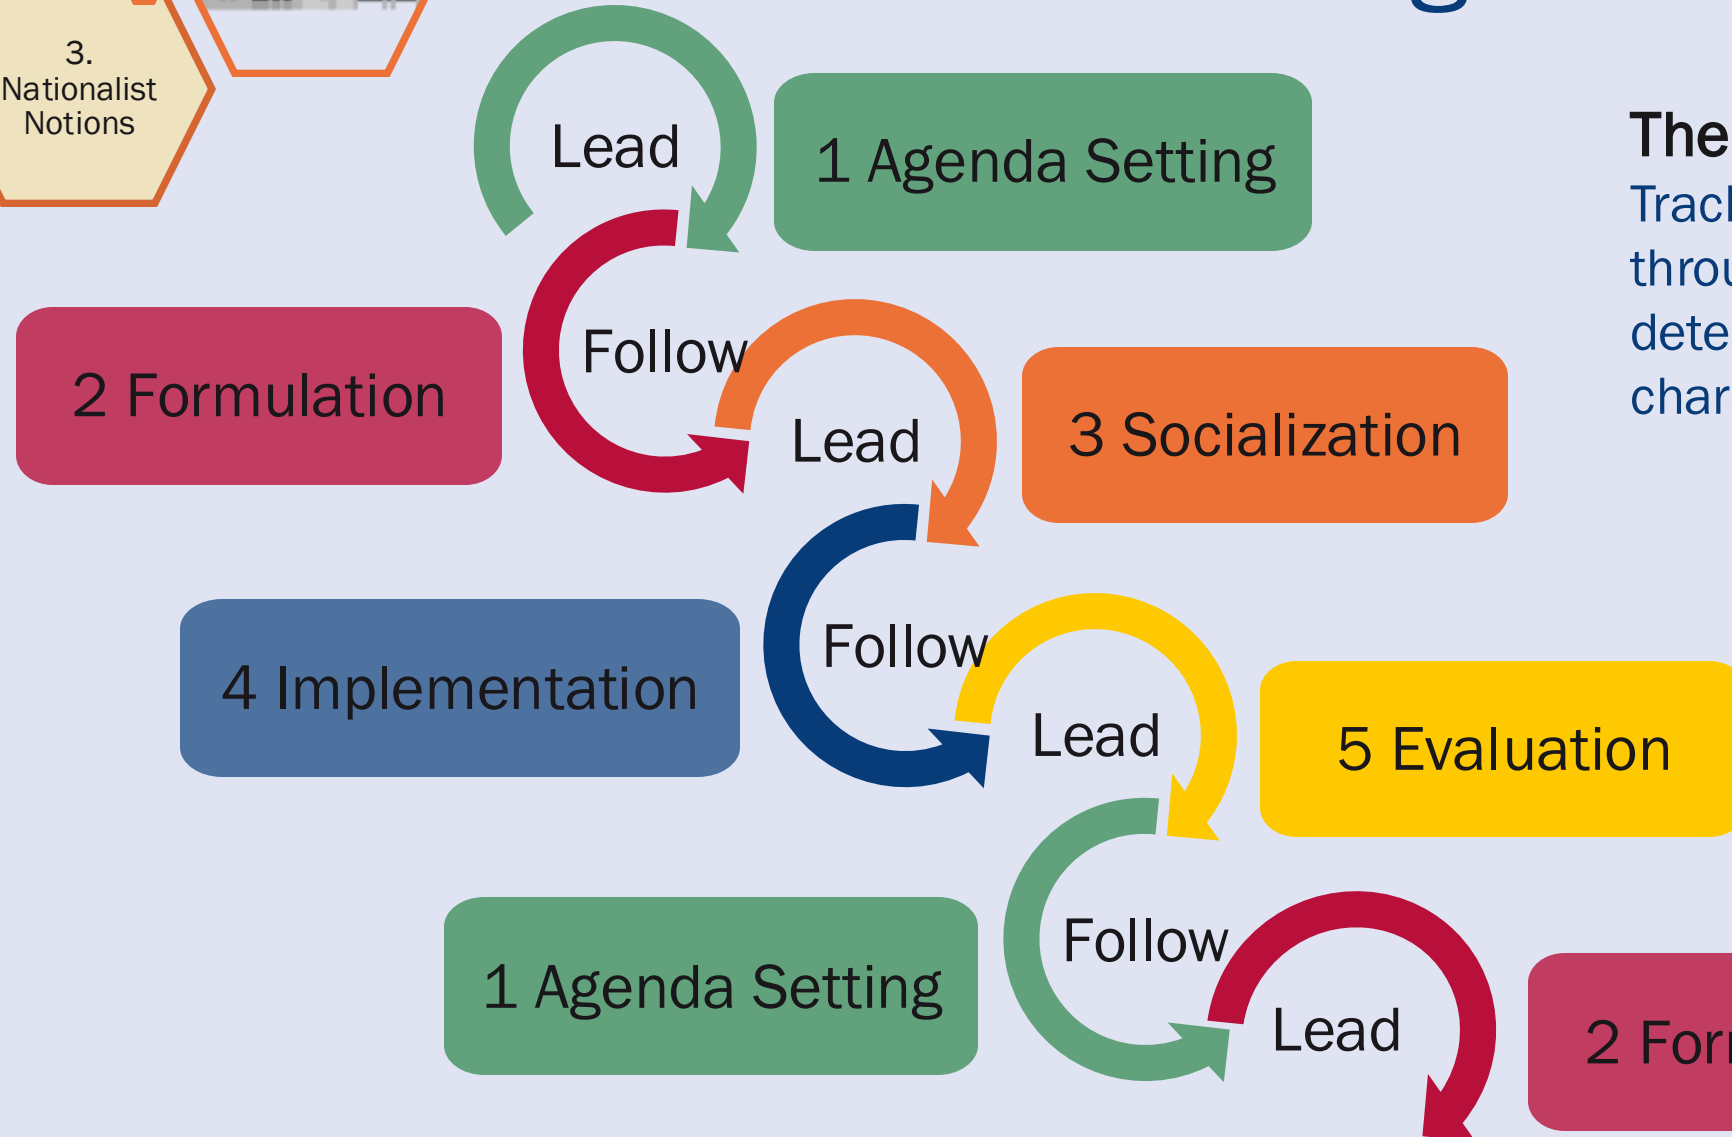 3.
Nationalist
Notions
Lead
1 Agenda Setting
The
Follow
2 Formulation
Lead
3 Socialization
Follow
4 Implementation
Lead
5 Evaluation
Follow
1 Agenda Setting
Lead
2